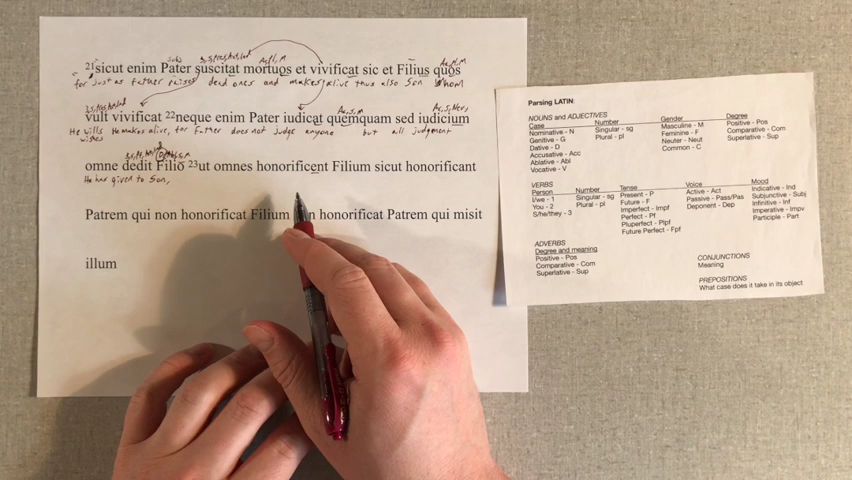 21sicut enim Pater suscitat mortuos et vivificat sic et Filius quos
for just as Father raises dead ones and makes alive thus also Son whom
vult vivificat 22neque enim Pater iudicat quemquam sed iudicium
He wills He makes alive, for Father does not judge anyone but all judgement
wishes
omne dedit Filio 23ut omnes honorificent Filium sicut honorificant
He has given to Son,
Patrem qui non honorificat Filium non honorificat Patrem qui misit
illum
Parsing LATIN:
NOUNS and ADJECTIVES
Case Number Gender Degree
Nominative - N Singular - sg Masculine - M Positive - Pos
Genitive - G Plural - pl Feminine - F Comparative - Com
Dative - D Neuter - Neut Superlative - Sup
Accusative - Acc Common - C
Ablative - Abl
Vocative - V
VERBS
Person Number Tense Voice Mood
I/we - 1 Singular - sg Present - P Active - Act Indicative - Ind
You - 2 Plural - pl Future - F Passive - Pass/Pas Subjunctive - Subj
S/he/they - 3 Imperfect - Impf Deponent - Dep Infinitive - Inf
Perfect - Pf Imperative - Impv
Pluperfect - Plpf Participle - Part
Future Perfect - Fpf
ADVERBS
Degree and meaning
Positive - Pos
Comparative - Com
Superlative - Sup
CONJUNCTIONS
Meaning
PREPOSITIONS
What case does it take in its object